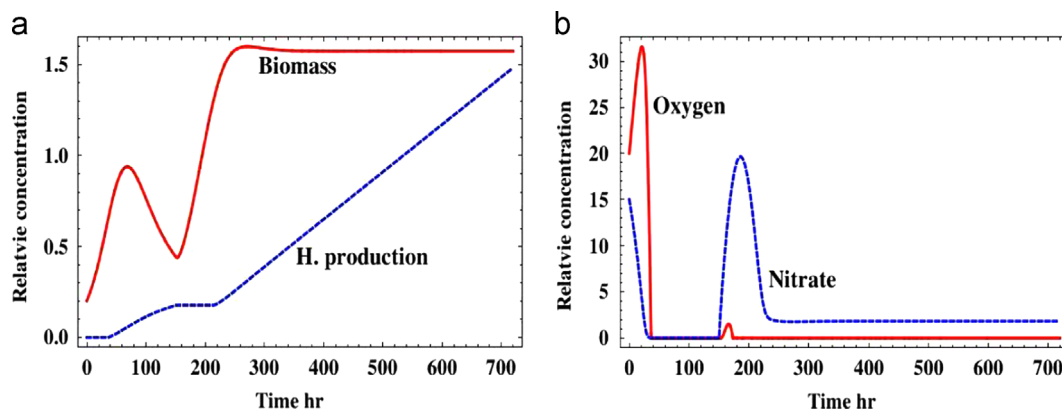 a
b
Relatvie concentration
1.5
1.0
0.5
0.0
Biomass
H. production
0 100 200 300 400 500 600 700
Time hr
Relatvie concentration
30
25
20
15
10
5
0
Oxygen
Nitrate
0 100 200 300 400 500 600 700
Time hr